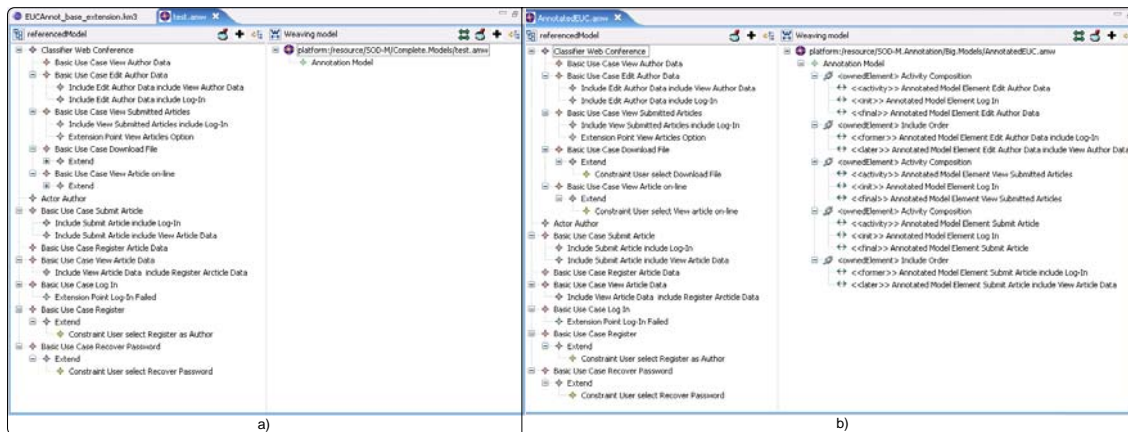 EUCAnnot_base_extension.km3
test.amw
referencedModel
Classifier Web Conference
Basic Use Case View Author Data
Basic Use Case Edit Author Data
Include Edit Author Data include View Author Data
Include Edit Author Data include Log-In
Basic Use Case View Submitted Articles
Include View Submitted Articles include Log-In
Extension Point View Articles Option
Basic Use Case Download File
Extend
Basic Use Case View Article on-line
Extend
Actor Author
Basic Use Case Submit Article
Include Submit Article include Log-In
Include Submit Article include View Article Data
Basic Use Case Register Article Data
Basic Use Case View Article Data
Include View Article Data include Register Arcticle Data
Basic Use Case Log In
Extension Point Log-In Failed
Basic Use Case Register
Extend
Constraint User select Register as Author
Basic Use Case Recover Password
Extend
Constraint User select Recover Password
Weaving model
platform:/resource/SOD-M/Complete.Models/test.amw
Annotation Model
a)
AnnotatedEUC.amw
referencedModel
Classifier Web Conference
Basic Use Case View Author Data
Basic Use Case Edit Author Data
Include Edit Author Data include View Author Data
Include Edit Author Data include Log-In
Basic Use Case View Submitted Articles
Include View Submitted Articles include Log-In
Extension Point View Articles Option
Basic Use Case Download File
Extend
Constraint User select Download File
Basic Use Case View Article on-line
Extend
Constraint User select View article on-line
Actor Author
Basic Use Case Submit Article
Include Submit Article include Log-In
Include Submit Article include View Article Data
Basic Use Case Register Article Data
Basic Use Case View Article Data
Include View Article Data include Register Arcticle Data
Basic Use Case Log In
Extension Point Log-In Failed
Basic Use Case Register
Extend
Constraint User select Register as Author
Basic Use Case Recover Password
Extend
Constraint User select Recover Password
Weaving model
platform:/resource/SOD-M.Annotation/Big.Models/AnnotatedEUC.amw
Annotation Model
<ownedElement> Activity Composition
<<activity>> Annotated Model Element Edit Author Data
<<init>> Annotated Model Element Log In
<<final>> Annotated Model Element Edit Author Data
<ownedElement> Include Order
<<former>> Annotated Model Element Edit Author Data include Log-In
<<later>> Annotated Model Element Edit Author Data include View Author Data
<ownedElement> Activity Composition
<<activity>> Annotated Model Element View Submitted Articles
<<init>> Annotated Model Element Log In
<<final>> Annotated Model Element View Submitted Articles
<ownedElement> Activity Composition
<<activity>> Annotated Model Element Submit Article
<<init>> Annotated Model Element Log In
<<final>> Annotated Model Element Submit Article
<ownedElement> Include Order
<<former>> Annotated Model Element Submit Article include Log-In
<<later>> Annotated Model Element Submit Article include View Article Data
b)